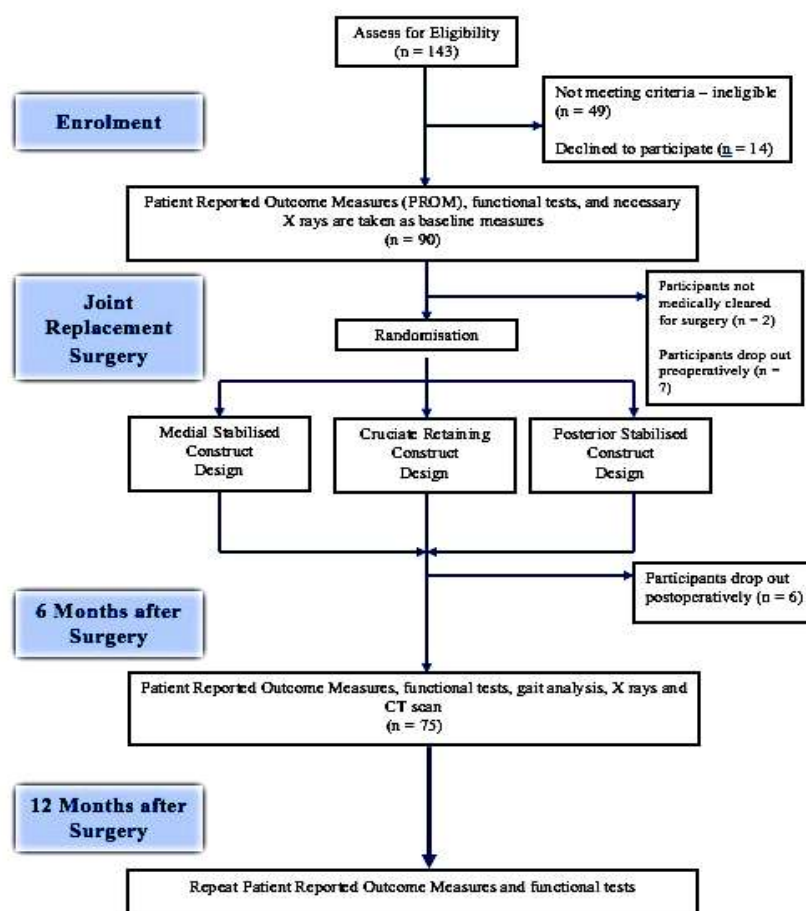 Assess for Eligibility
(n = 143)
Not meeting criteria – ineligible
(n = 49)
Declined to participate (n = 14)
Enrolment
Patient Reported Outcome Measures (PROM), functional tests, and necessary
X rays are taken as baseline measures
(n = 90)
Joint
Replacement
Surgery
Participants not
medically cleared
for surgery (n = 2)
Participants drop out
preoperatively (n =
7)
Randomisation
Medial Stabilised
Construct
Design
Cruciate Retaining
Construct
Design
Posterior Stabilised
Construct
Design
Participants drop out
postoperatively (n = 6)
6 Months after
Surgery
Patient Reported Outcome Measures, functional tests, gait analysis, X rays and
CT scan
(n = 75)
12 Months after
Surgery
Repeat Patient Reported Outcome Measures and functional tests